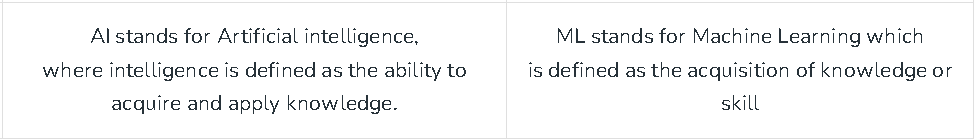 AI stands for Artificial intelligence,
where intelligence is defined as the ability to
acquire and apply knowledge.
ML stands for Machine Learning which
is defined as the acquisition of knowledge or
skill